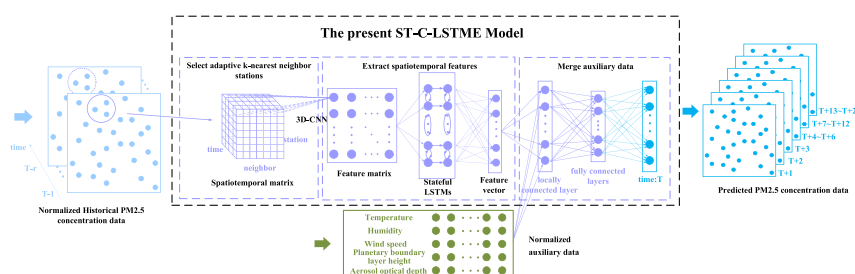 The present ST-C-LSTME Model
Select adaptive k-nearest neighbor
stations
Extract spatiotemporal features
Merge auxiliary data
3D-CNN
time
station
neighbor
Spatiotemporal matrix
Feature matrix
Stateful
LSTMs
Feature
vector
locally
connected layer
fully connected
layers
time:T
time
T-r
T-1
Normalized Historical PM2.5
concentration data
T+13~T+2
T+7~T+12
T+4~T+6
T+3
T+2
T+1
Predicted PM2.5 concentration data
Temperature
Humidity
Wind speed
Planetary boundary
layer height
Aerosol optical depth
Normalized
auxiliary data